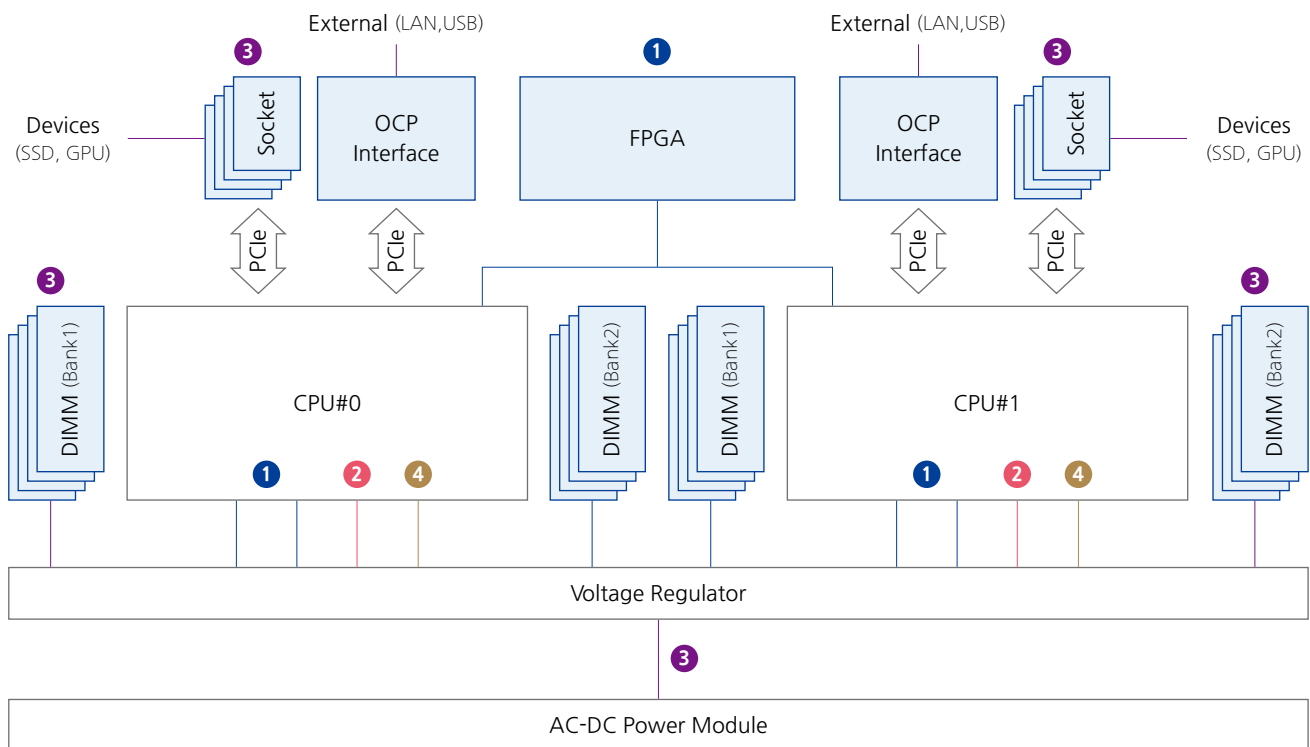 External (LAN,USB)
External (LAN,USB)
3
1
3
Devices
(SSD, GPU)
Socket
OCP
Interface
FPGA
OCP
Interface
Socket
Devices
(SSD, GPU)
PCIe
PCIe
PCIe
PCIe
3
3
DIMM (Bank1)
CPU#0
DIMM (Bank2)
DIMM (Bank1)
CPU#1
DIMM (Bank2)
1
2
4
1
2
4
Voltage Regulator
3
AC-DC Power Module